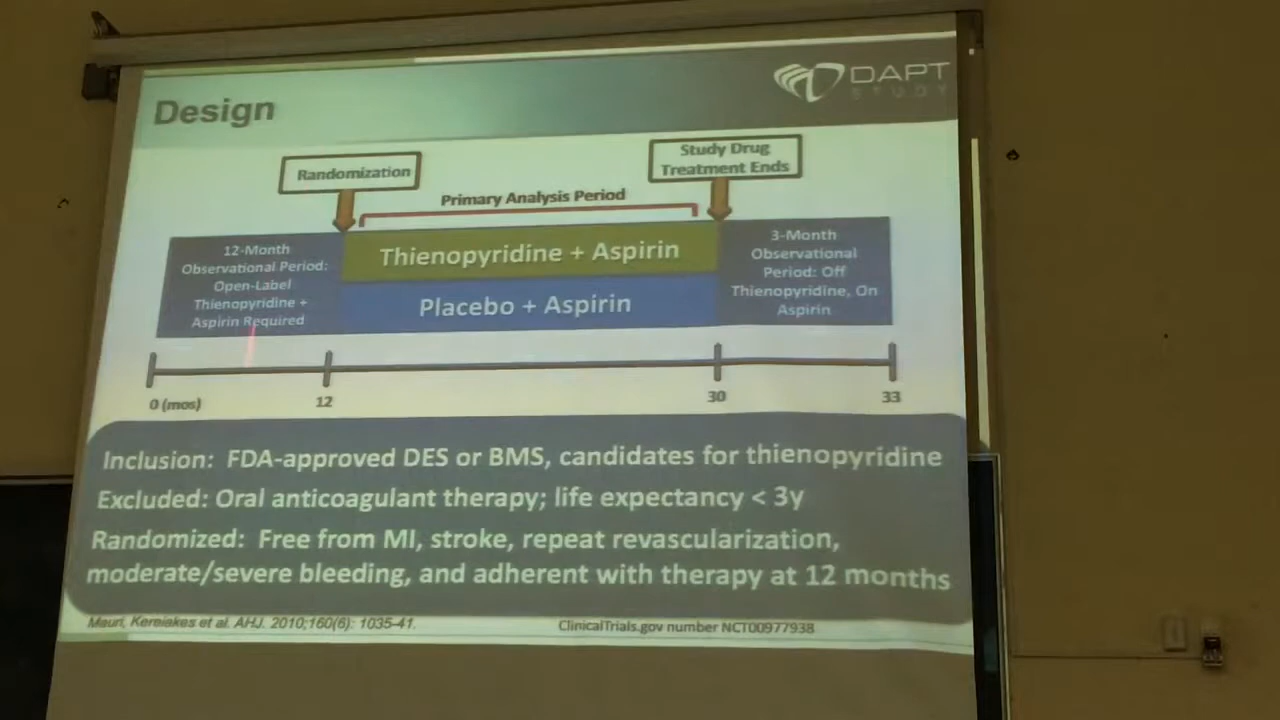 Design
DAPT
STUDY
Randomization
Study Drug
Treatment Ends
Primary Analysis Period
12-Month
Observational Period:
Open-Label
Thienopyridine +
Aspirin Required
Thienopyridine + Aspirin
Placebo + Aspirin
3-Month
Observational
Period: Off
Thienopyridine, On
Aspirin
0 (mos)
12
30
33
Inclusion: FDA-approved DES or BMS, candidates for thienopyridine
Excluded: Oral anticoagulant therapy; life expectancy < 3y
Randomized: Free from MI, stroke, repeat revascularization,
moderate/severe bleeding, and adherent with therapy at 12 months
Mauri, Kereiakes et al. AHJ. 2010;160(6): 1035-41.
ClinicalTrials.gov number NCT00977938